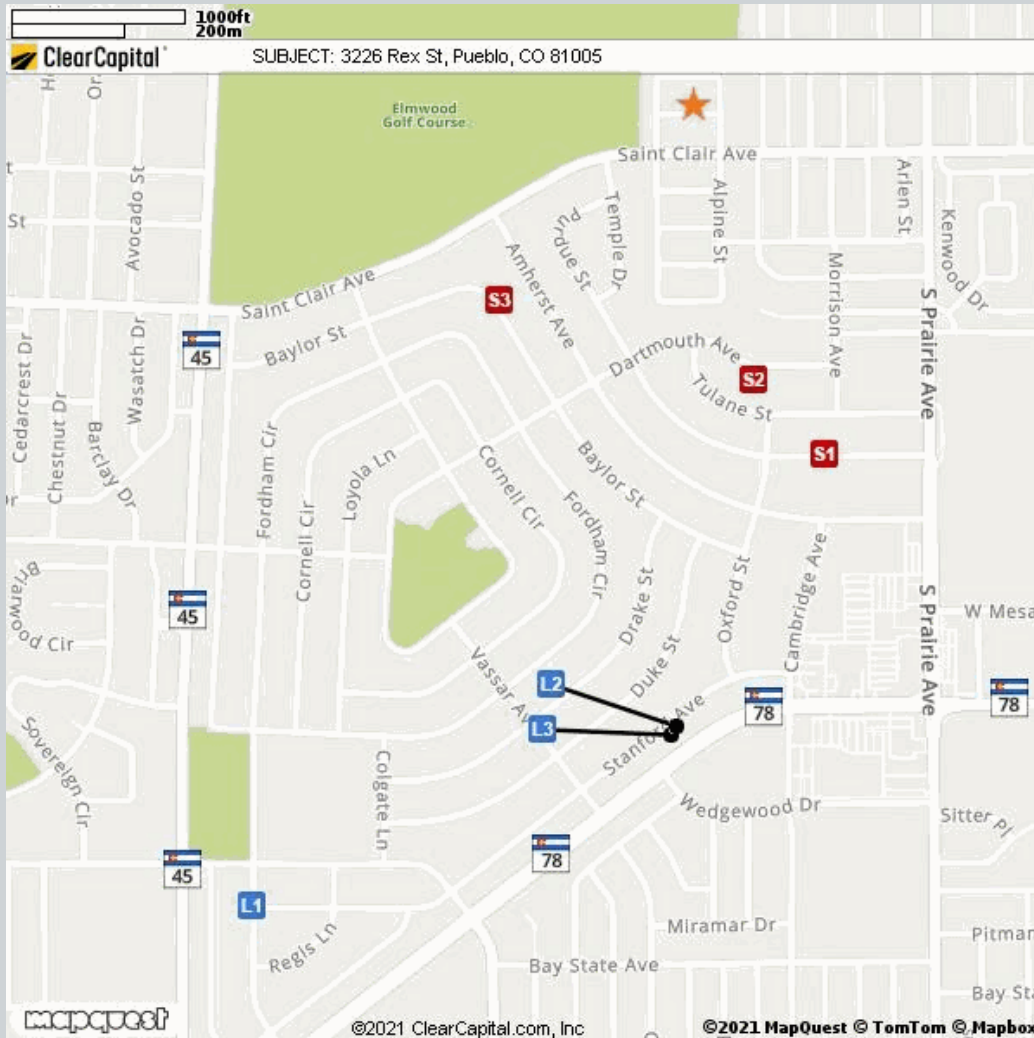 1000ft
200m
ClearCapital
SUBJECT: 3226 Rex St, Pueblo, CO 81005
Elmwood
Golf Course
Saint Clair Ave
Avocado St
St
Alpine St
Arlen St
Kenwood Dr
Temple Dr
Amherst Ave
Morrison Ave
S Prairie Ave
Saint Clair Ave
S3
Baylor St
45
Dartmouth Ave
S2
Tulane St
Cedarcrest Dr
Chestnut Dr
Wasatch Dr
Barclay Dr
S1
Fordham Cir
Cornell Cir
Loyola Ln
Cornell Cir
Baylor St
Fordham Cir
Briarwood Cir
45
Drake St
Oxford St
Cambridge Ave
S Prairie Ave
W Mesa
Duke St
Vassar Av
L2
L3
Stanford Ave
78
78
Sovereign Cir
Colgate Ln
Wedgewood Dr
Sitter Pl
78
45
L1
Regis Ln
Miramar Dr
Pitman
Bay State Ave
Bay Sta
mapquest
©2021 ClearCapital.com, Inc
©2021 MapQuest © TomTom © Mapbox